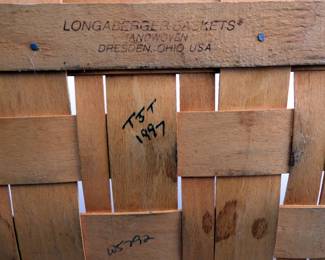 LONGABERGER BASKETS®
HANDWOVEN
DRESDEN, OHIO USA
TJT
1997